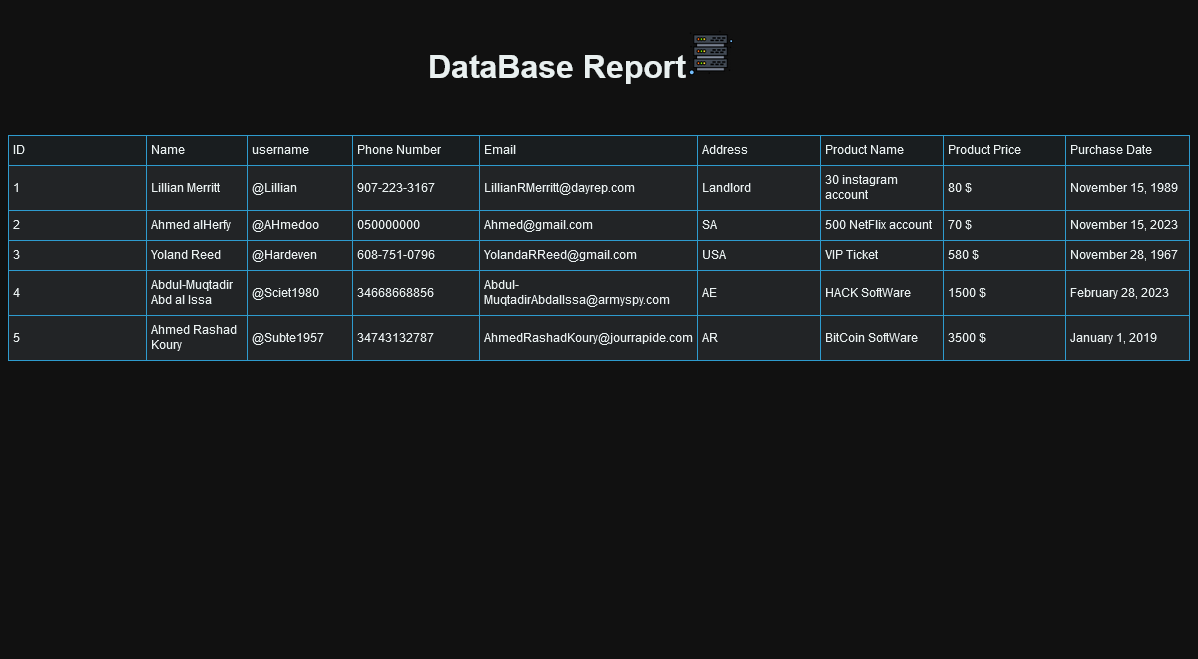 DataBase Report
ID Name username Phone Number Email Address Product Name Product Price Purchase Date
1 Lillian Merritt @Lillian 907-223-3167 LillianRMerritt@dayrep.com Landlord 30 instagram account 80 $ November 15, 1989
2 Ahmed alHerfy @AHmedoo 050000000 Ahmed@gmail.com SA 500 NetFlix account 70 $ November 15, 2023
3 Yoland Reed @Hardeven 608-751-0796 YolandaRReed@gmail.com USA VIP Ticket 580 $ November 28, 1967
4 Abdul-Muqtadir Abd al Issa @Sciet1980 34668668856 Abdul-MuqtadirAbdalIssa@armyspy.com AE HACK SoftWare 1500 $ February 28, 2023
5 Ahmed Rashad Koury @Subte1957 34743132787 AhmedRashadKoury@jourrapide.com AR BitCoin SoftWare 3500 $ January 1, 2019